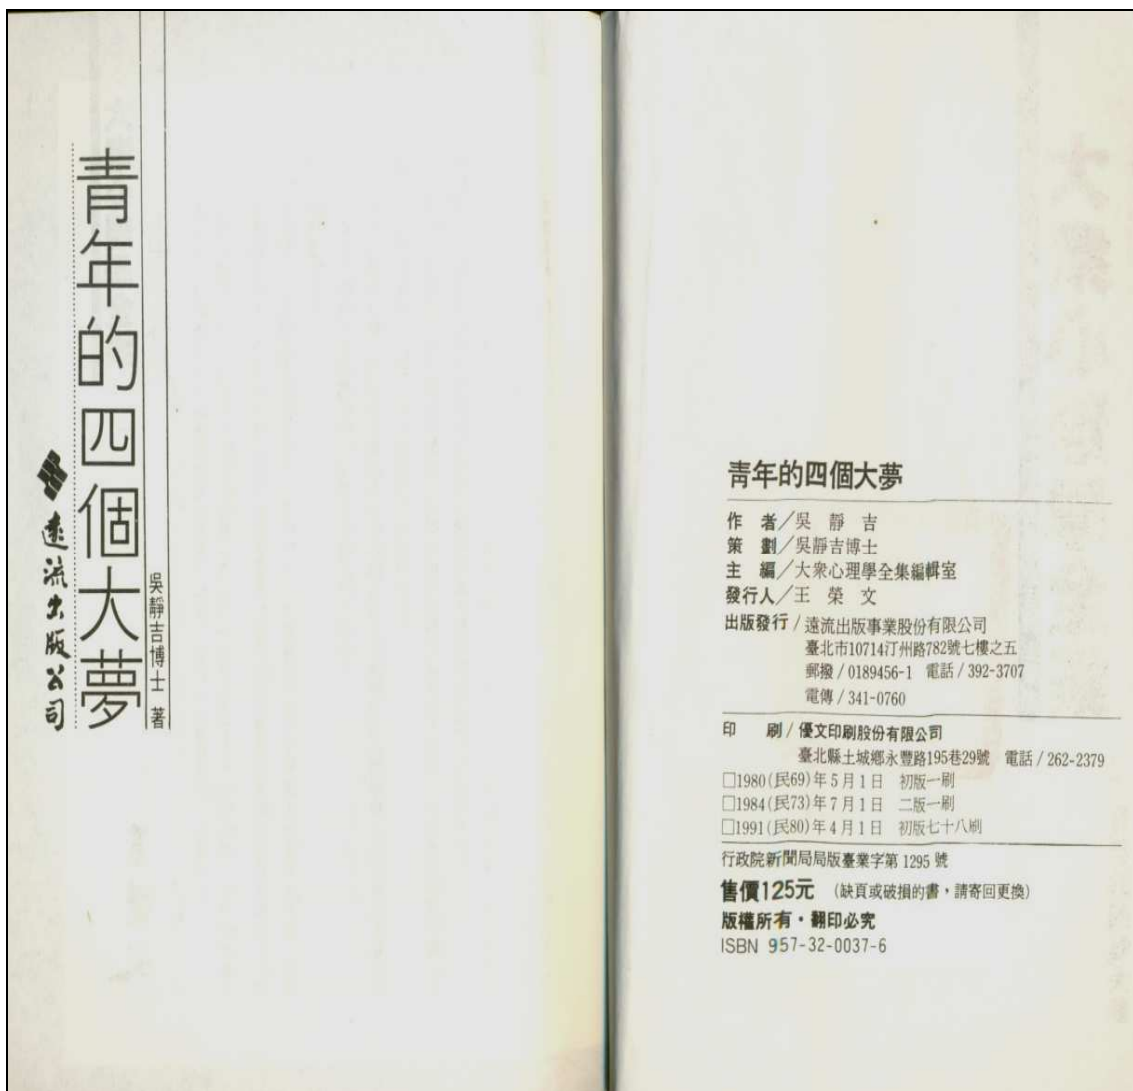 青年的四個大夢
吳靜吉博士 著
遠流出版公司
青年的四個大夢
作 者／吳 靜 吉
策 劃／吳靜吉博士
主 編／大衆心理學全集編輯室
發行人／王 榮 文
出版發行／遠流出版事業股份有限公司
臺北市10714汀州路782號七樓之五
郵撥／0189456-1 電話／392-3707
電傳／341-0760
印 刷／優文印刷股份有限公司
臺北縣土城鄉永豐路195巷29號 電話／262-2379
□1980(民69)年5月1日 初版一刷
□1984(民73)年7月1日 二版一刷
□1991(民80)年4月1日 初版七十八刷
行政院新聞局局版臺業字第1295號
售價125元 （缺頁或破損的書，請寄回更換）
版權所有・翻印必究
ISBN 957-32-0037-6